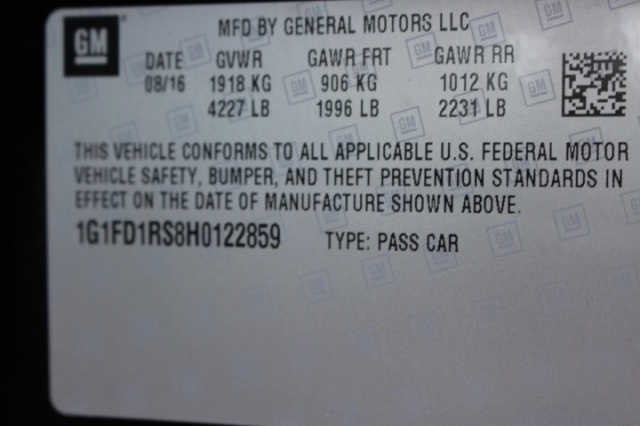 GM
MFD BY GENERAL MOTORS LLC
DATE GVWR GAWR FRT GAWR RR
08/16 1918 KG 906 KG 1012 KG
4227 LB 1996 LB 2231 LB
THIS VEHICLE CONFORMS TO ALL APPLICABLE U.S. FEDERAL MOTOR
VEHICLE SAFETY, BUMPER, AND THEFT PREVENTION STANDARDS IN
EFFECT ON THE DATE OF MANUFACTURE SHOWN ABOVE.
1G1FD1RS8H0122859 TYPE: PASS CAR